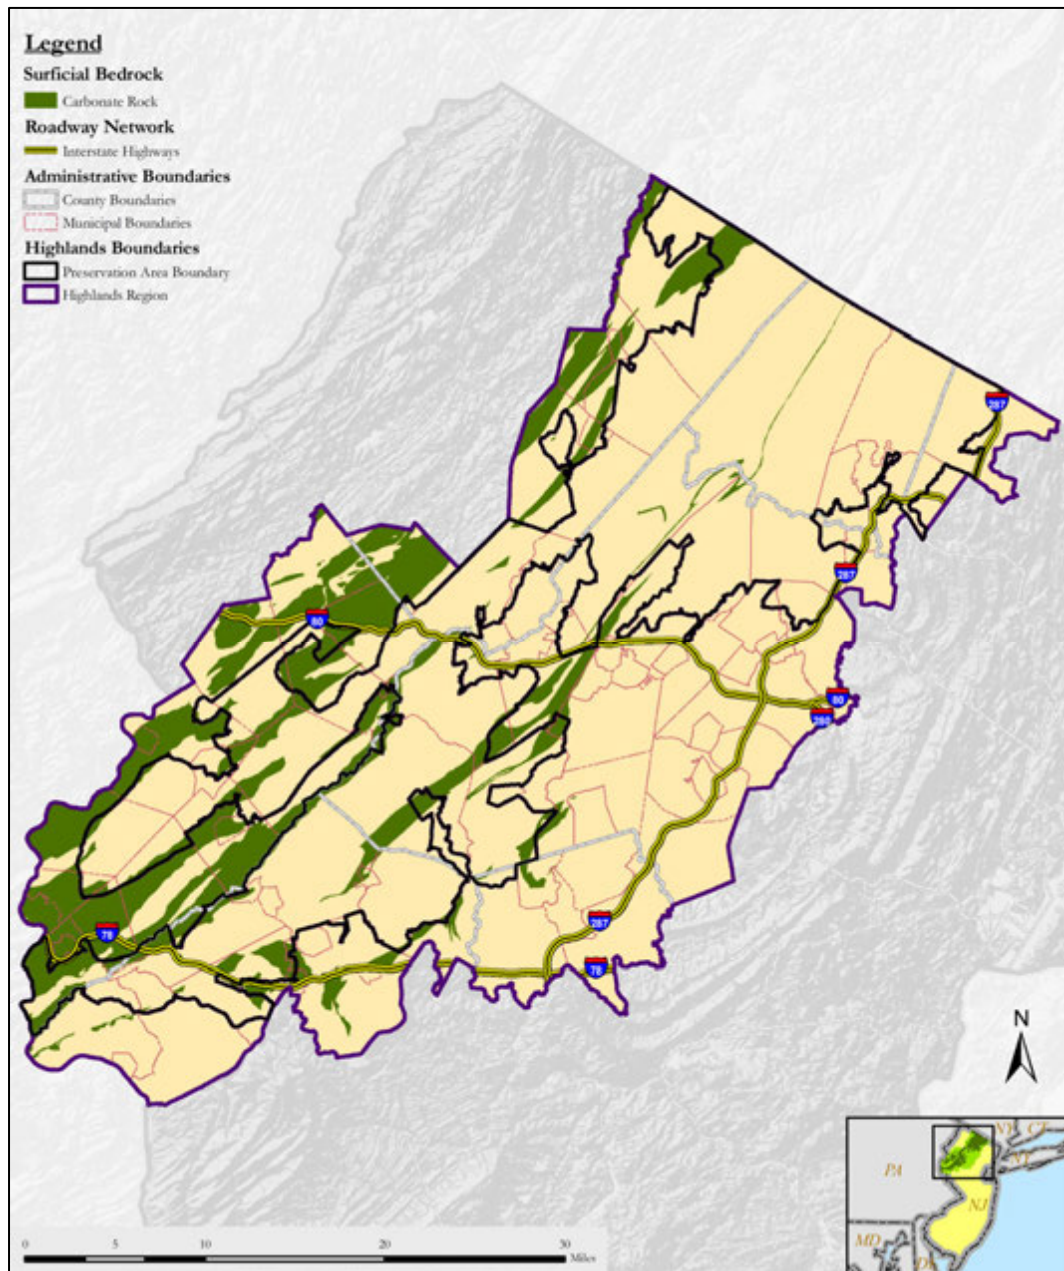 Legend
Surficial Bedrock
Carbonate Rock
Roadway Network
Interstate Highways
Administrative Boundaries
County Boundaries
Municipal Boundaries
Highlands Boundaries
Preservation Area Boundary
Highlands Region
287
287
80
80
280
78
287
78
N
NY CT
NY
PA
NJ
MD
DE
0 5 10 20 30
Miles